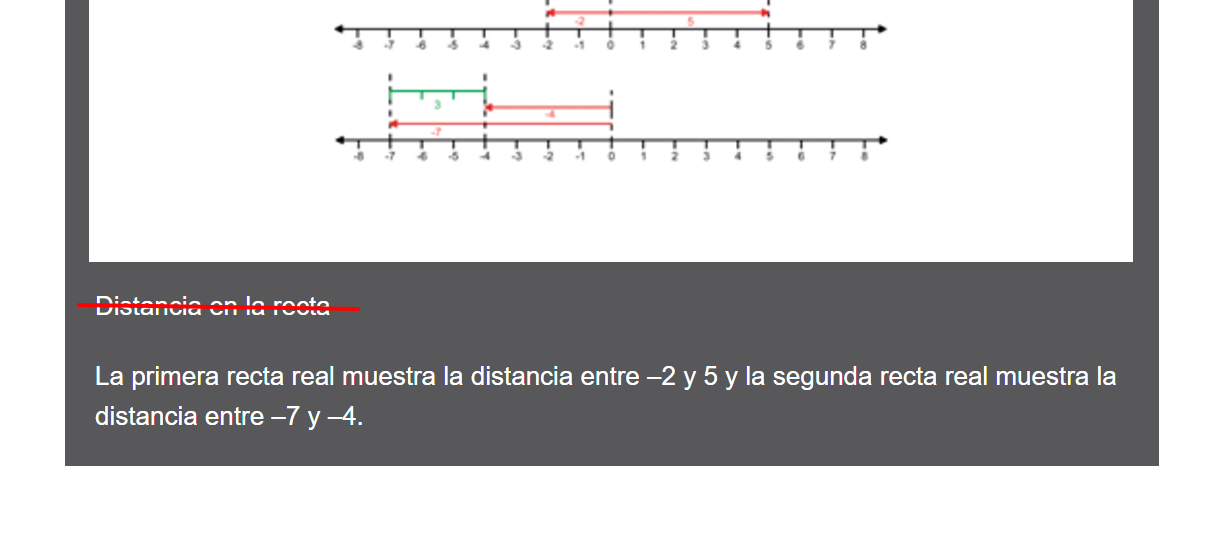 -2 5
-8 -7 -6 -5 -4 -3 -2 -1 0 1 2 3 4 5 6 7 8
3
-4
-7
-8 -7 -6 -5 -4 -3 -2 -1 0 1 2 3 4 5 6 7 8
Distancia en la recta
La primera recta real muestra la distancia entre –2 y 5 y la segunda recta real muestra la
distancia entre –7 y –4.